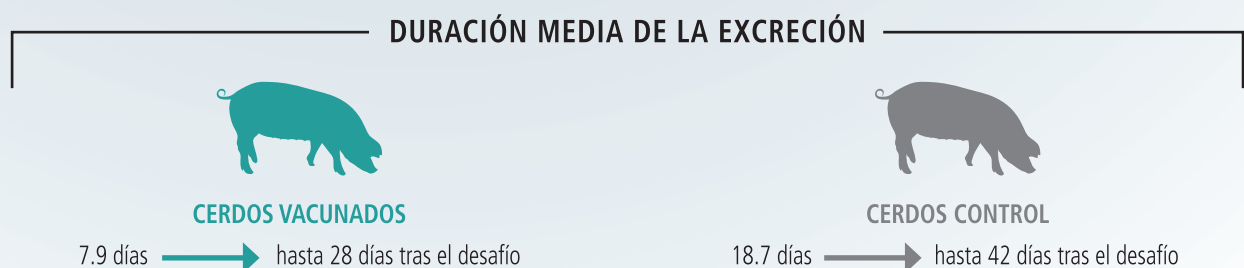 DURACIÓN MEDIA DE LA EXCRECIÓN
CERDOS VACUNADOS
7.9 días hasta 28 días tras el desafío
CERDOS CONTROL
18.7 días hasta 42 días tras el desafío